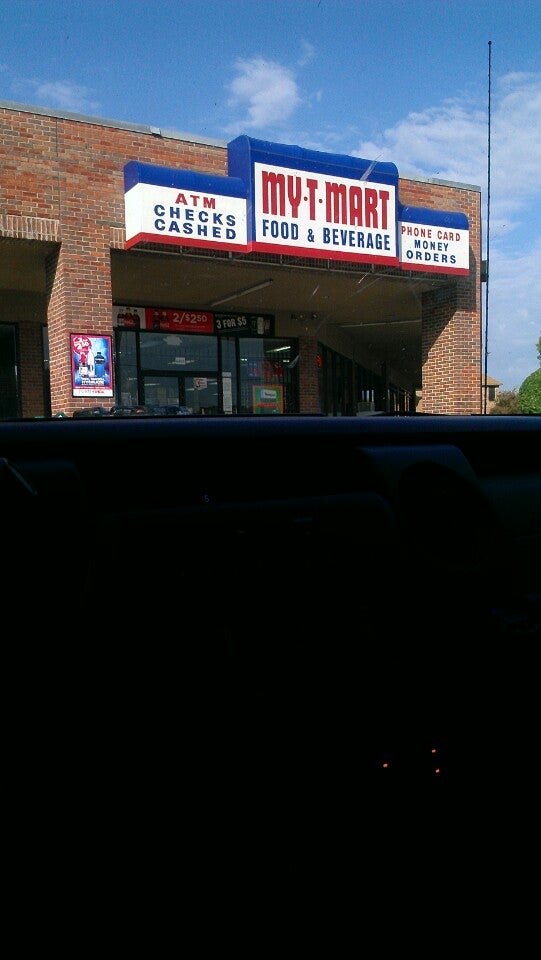 ATM
CHECKS
CASHED
MY·T·MART
FOOD & BEVERAGE
PHONE CARD
MONEY
ORDERS
2/$2.50
3 FOR $5